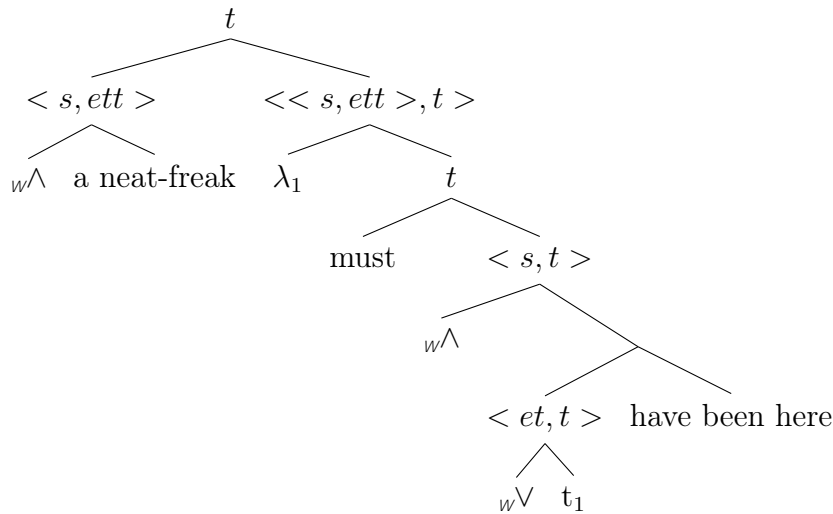 t
< s, ett > << s, ett >, t >
w∧ a neat-freak λ₁ t
must < s, t >
w∧
< et, t > have been here
w∨ t₁